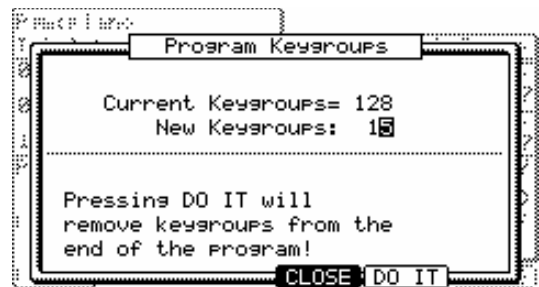 Program Keygroups
Current Keygroups= 128
New Keygroups: 15
Pressing DO IT will
remove keygroups from the
end of the program!
CLOSE DO IT